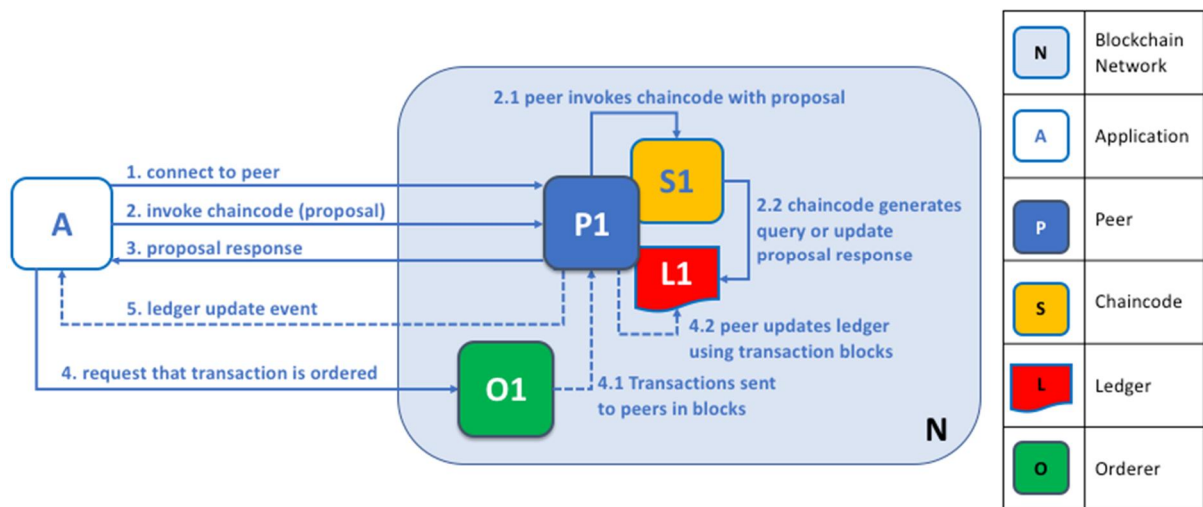 2.1 peer invokes chaincode with proposal
1. connect to peer
2. invoke chaincode (proposal)
3. proposal response
5. ledger update event
4. request that transaction is ordered
A
P1
S1
L1
O1
2.2 chaincode generates
query or update
proposal response
4.2 peer updates ledger
using transaction blocks
4.1 Transactions sent
to peers in blocks
N
N
Blockchain
Network
A
Application
P
Peer
S
Chaincode
L
Ledger
O
Orderer